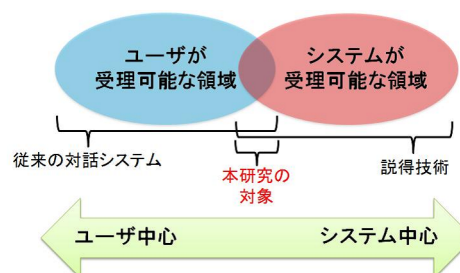 ユーザが
受理可能な領域
システムが
受理可能な領域
従来の対話システム
本研究の
対象
説得技術
ユーザ中心
システム中心